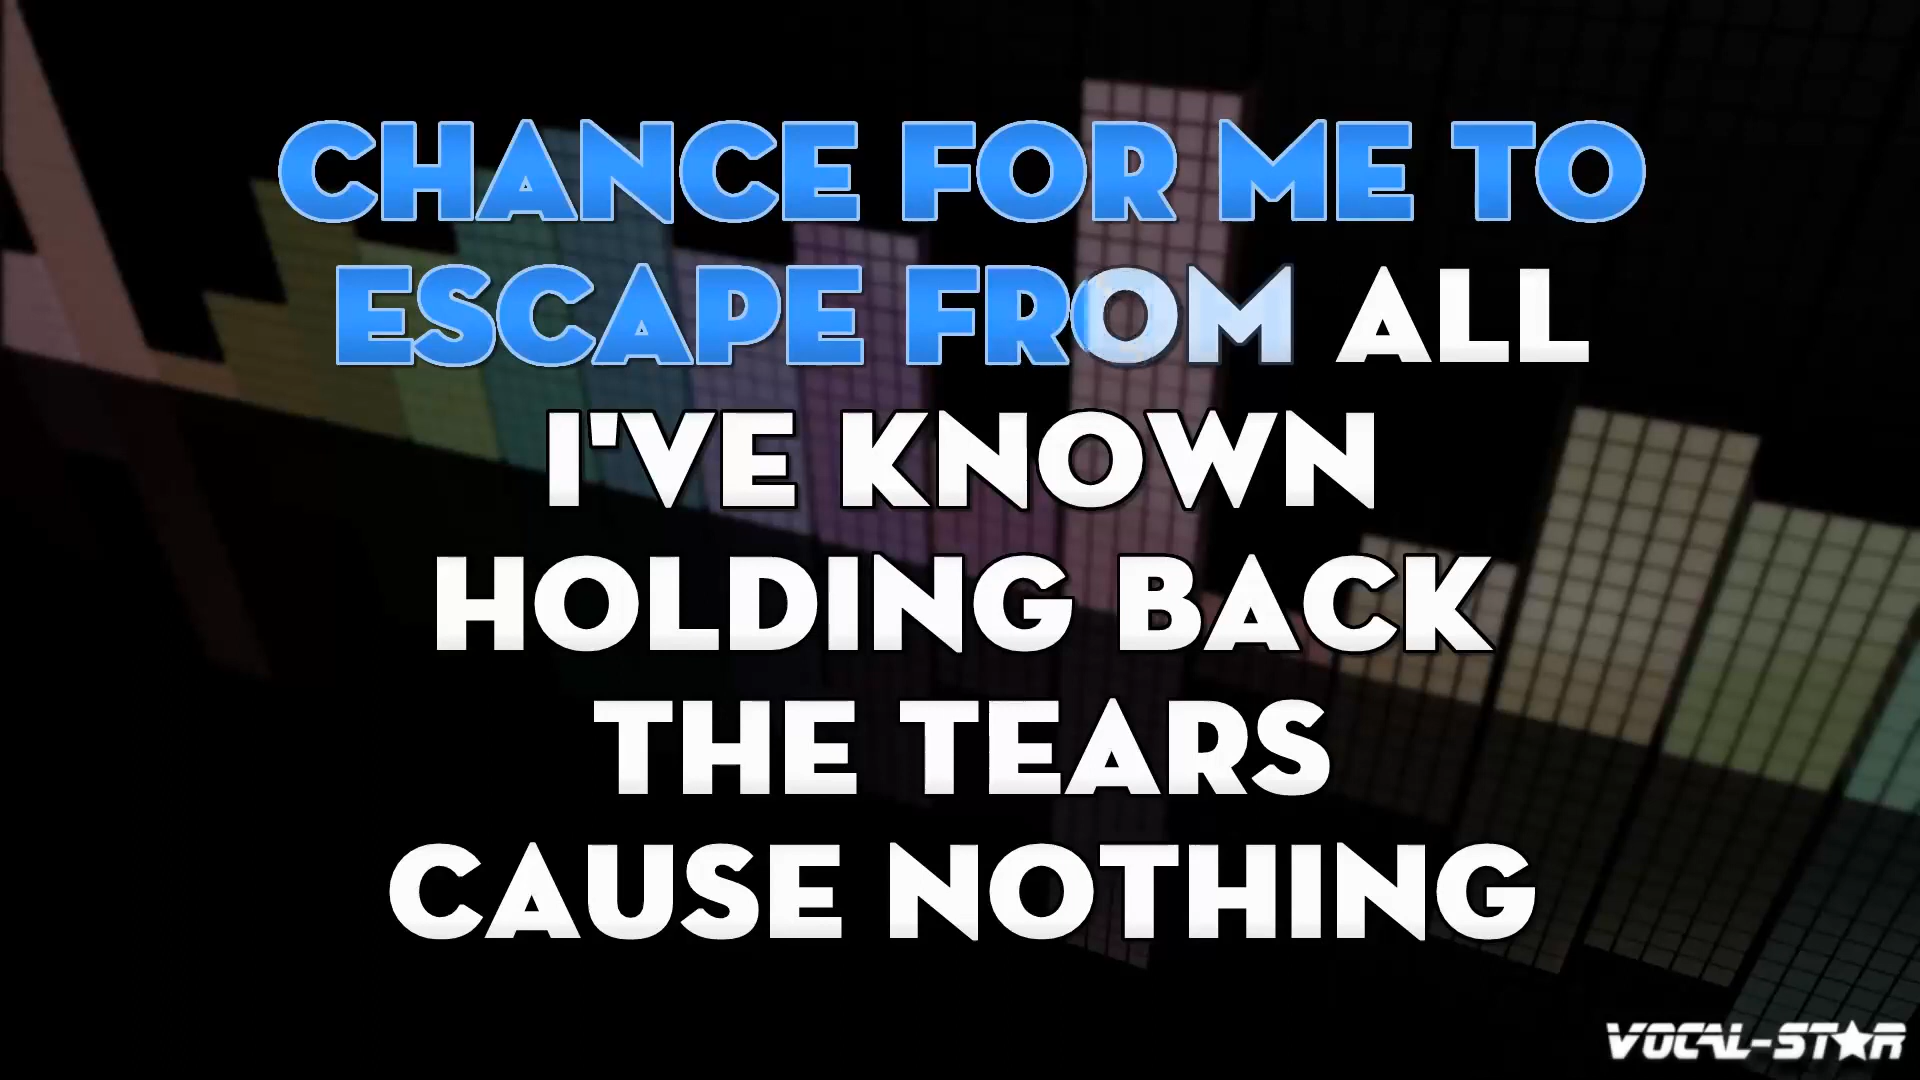 CHANCE FOR ME TO
ESCAPE FROM ALL
I'VE KNOWN
HOLDING BACK
THE TEARS
CAUSE NOTHING
VOCAL-STAR